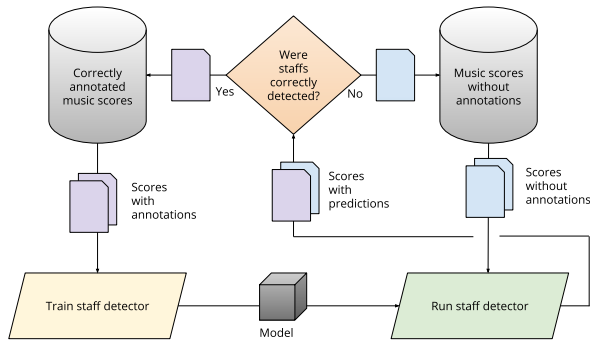 Correctly
annotated
music scores
Were
staffs
correctly
detected?
Yes
No
Music scores
without
annotations
Scores
with
annotations
Scores
with
predictions
Scores
without
annotations
Train staff detector
Model
Run staff detector